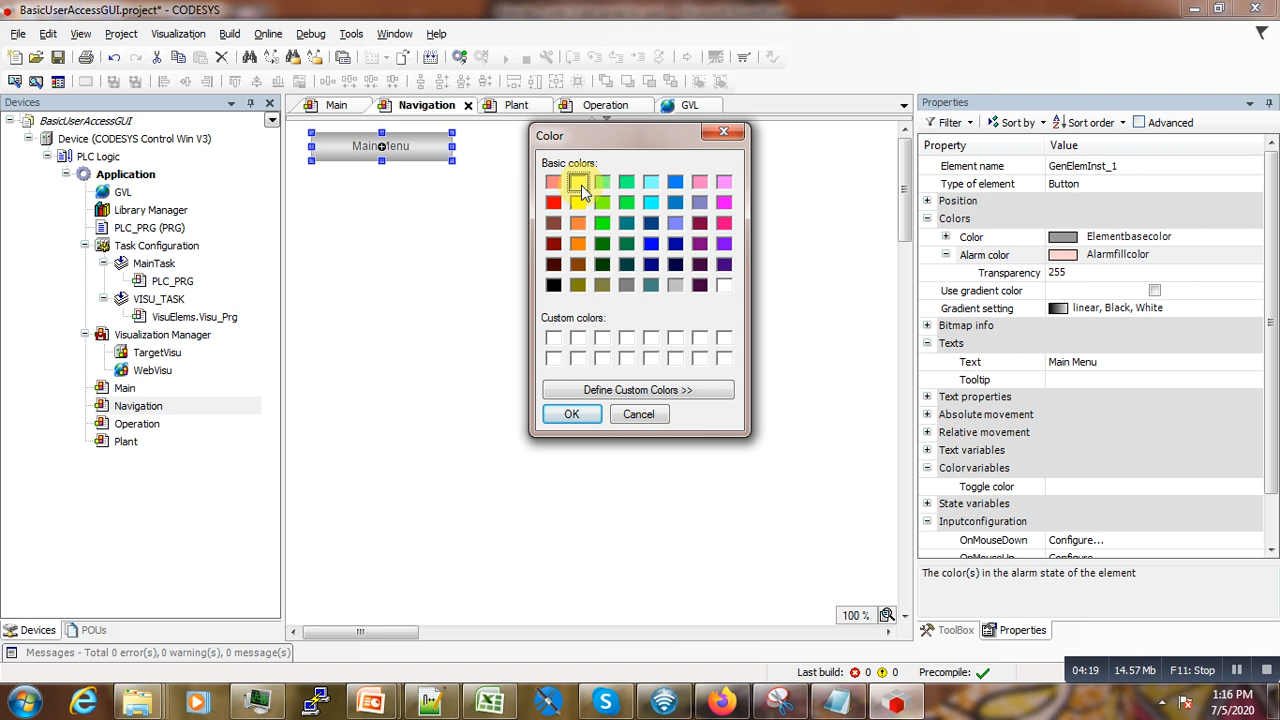 BasicUserAccessGUI.project* - CODESYS
File Edit View Project Visualization Build Online Debug Tools Window Help
Devices
BasicUserAccessGUI
Device (CODESYS Control Win V3)
PLC Logic
Application
GVL
Library Manager
PLC_PRG (PRG)
Task Configuration
MainTask
PLC_PRG
VISU_TASK
VisuElems.Visu_Prg
Visualization Manager
TargetVisu
WebVisu
Main
Navigation
Operation
Plant
Devices POUs
Main Navigation Plant Operation GVL
Main Menu
Color
Basic colors:
Custom colors:
Define Custom Colors >>
OK Cancel
100 %
Properties
Filter Sort by Sort order Advanced
Property Value
Element name GenElemInst_1
Type of element Button
Position
Colors
Color Elementbasecolor
Alarm color Alarmfillcolor
Transparency 255
Use gradient color
Gradient setting linear, Black, White
Bitmap info
Texts
Text Main Menu
Tooltip
Text properties
Absolute movement
Relative movement
Text variables
Colorvariables
Toggle color
State variables
Inputconfiguration
OnMouseDown Configure...
OnMouseUp Configure...
The color(s) in the alarm state of the element
ToolBox Properties
Messages - Total 0 error(s), 0 warning(s), 0 message(s)
Last build: 0 0 Precompile:
04:19 14.57 Mb F11: Stop
1:16 PM
7/5/2020